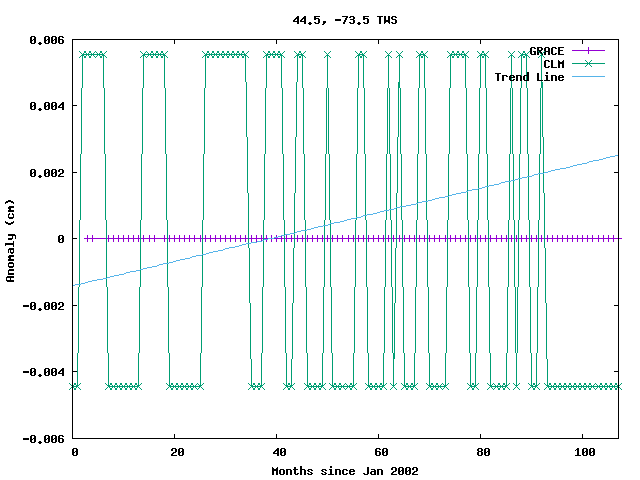 44.5, -73.5 TWS
0.006
0.004
0.002
0
-0.002
-0.004
-0.006
Anomaly (cm)
GRACE
CLM
Trend Line
0 20 40 60 80 100
Months since Jan 2002